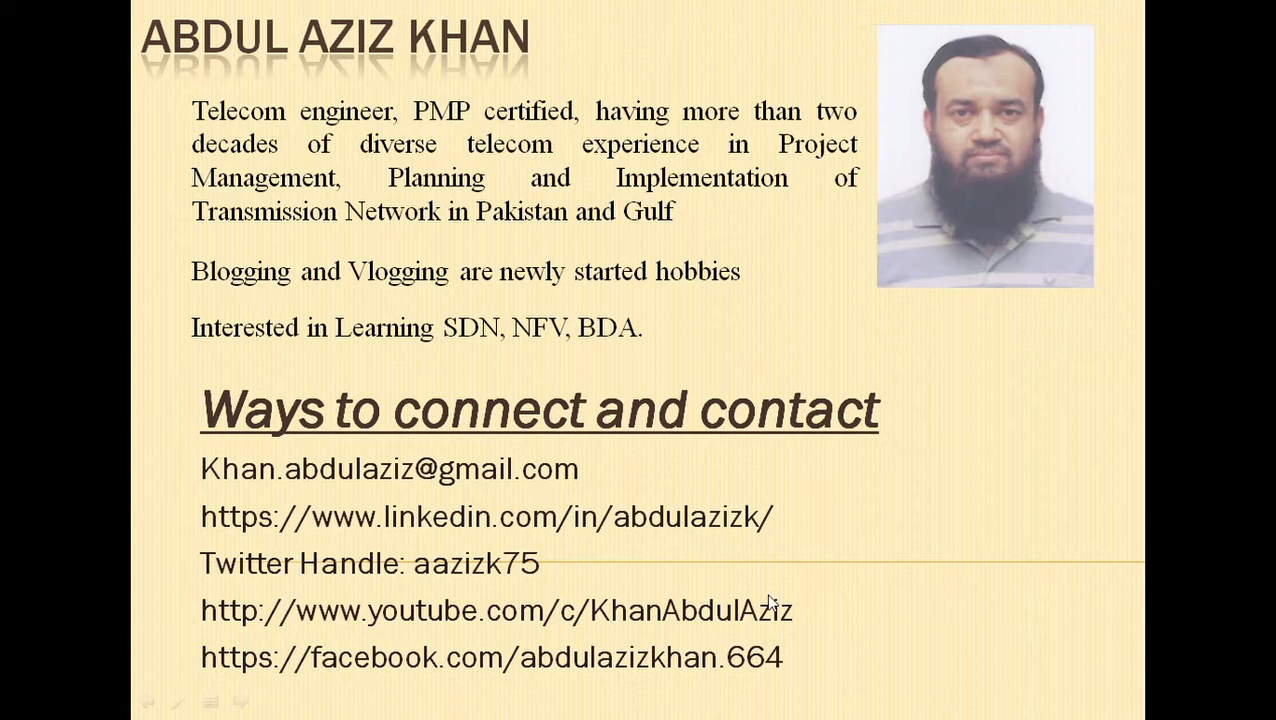 ABDUL AZIZ KHAN
Telecom engineer, PMP certified, having more than two
decades of diverse telecom experience in Project
Management, Planning and Implementation of
Transmission Network in Pakistan and Gulf
Blogging and Vlogging are newly started hobbies
Interested in Learning SDN, NFV, BDA.
Ways to connect and contact
Khan.abdulaziz@gmail.com
https://www.linkedin.com/in/abdulazizk/
Twitter Handle: aazizk75
http://www.youtube.com/c/KhanAbdulAziz
https://facebook.com/abdulazizkhan.664